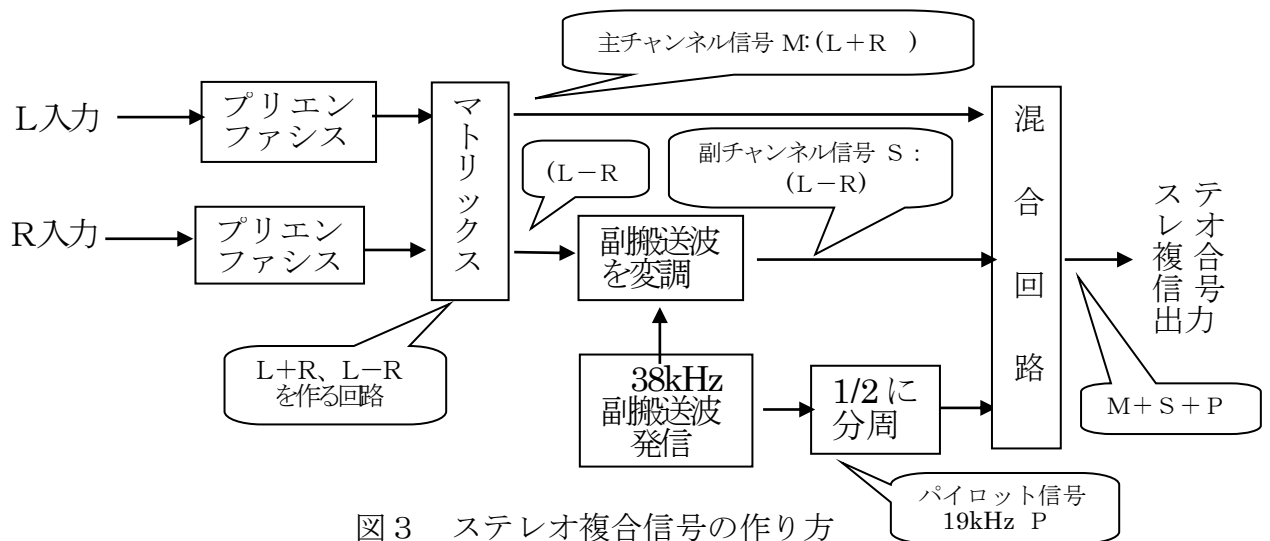 主チャンネル信号 M:(L+R )
L入力
プリエン
ファシス
マトリックス
混合回路
(L－R
副チャンネル信号 S：
(L－R)
R入力
プリエン
ファシス
副搬送波
を変調
ステ
レオ
複合
信号
出力
L+R、L－R
を作る回路
38kHz
副搬送波
発信
1/2に
分周
M+S+P
パイロット信号
19kHz P
図３ ステレオ複合信号の作り方